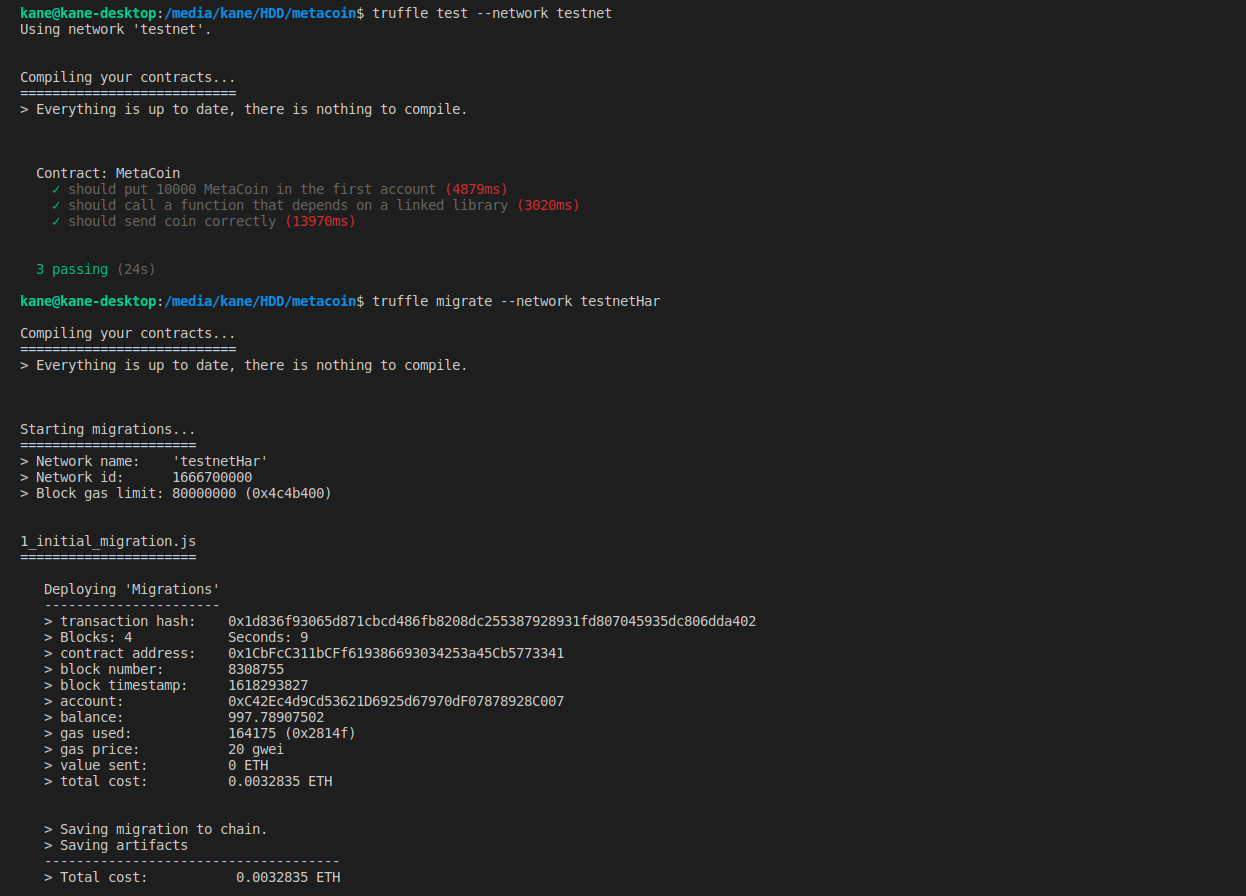 kane@kane-desktop:/media/kane/HDD/metacoin$ truffle test --network testnet
Using network 'testnet'.
Compiling your contracts...
===========================
> Everything is up to date, there is nothing to compile.
Contract: MetaCoin
✓ should put 10000 MetaCoin in the first account (4879ms)
✓ should call a function that depends on a linked library (3020ms)
✓ should send coin correctly (13970ms)
3 passing (24s)
kane@kane-desktop:/media/kane/HDD/metacoin$ truffle migrate --network testnetHar
Compiling your contracts...
===========================
> Everything is up to date, there is nothing to compile.
Starting migrations...
======================
> Network name:    'testnetHar'
> Network id:      1666700000
> Block gas limit: 80000000 (0x4c4b400)
1_initial_migration.js
======================
Deploying 'Migrations'
----------------------
> transaction hash:    0x1d836f93065d871cbcd486fb8208dc255387928931fd807045935dc806dda402
> Blocks: 4            Seconds: 9
> contract address:    0x1CbFcC311bCFf619386693034253a45Cb5773341
> block number:        8308755
> block timestamp:     1618293827
> account:             0xC42Ec4d9Cd53621D6925d67970dF07878928C007
> balance:             997.78907502
> gas used:            164175 (0x2814f)
> gas price:           20 gwei
> value sent:          0 ETH
> total cost:          0.0032835 ETH
> Saving migration to chain.
> Saving artifacts
-------------------------------------
> Total cost:           0.0032835 ETH